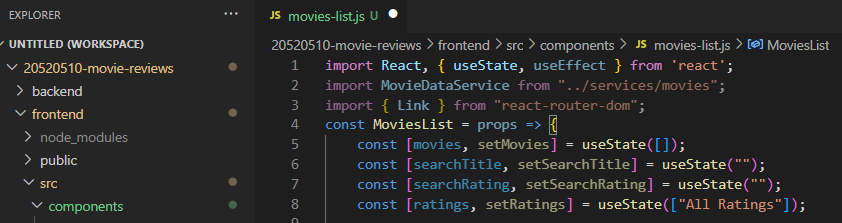 EXPLORER
UNTITLED (WORKSPACE)
20520510-movie-reviews
backend
frontend
node_modules
public
src
components
JS movies-list.js U
20520510-movie-reviews > frontend > src > components > JS movies-list.js > MoviesList
1 import React, { useState, useEffect } from 'react';
2 import MovieDataService from "../services/movies";
3 import { Link } from "react-router-dom";
4 const MoviesList = props => {
5 const [movies, setMovies] = useState([]);
6 const [searchTitle, setSearchTitle] = useState("");
7 const [searchRating, setSearchRating] = useState("");
8 const [ratings, setRatings] = useState(["All Ratings"]);
9